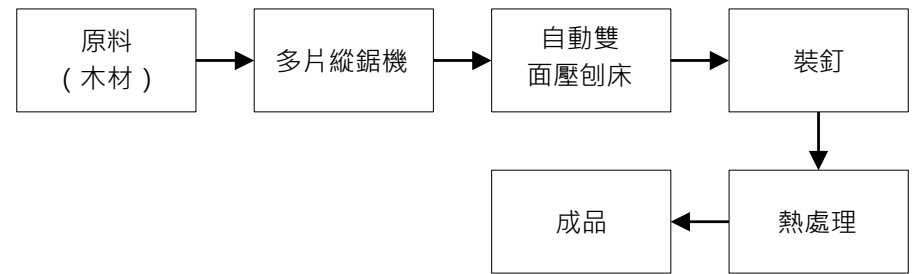 原料
（木材）
多片縱鋸機
自動雙
面壓刨床
裝釘
熱處理
成品